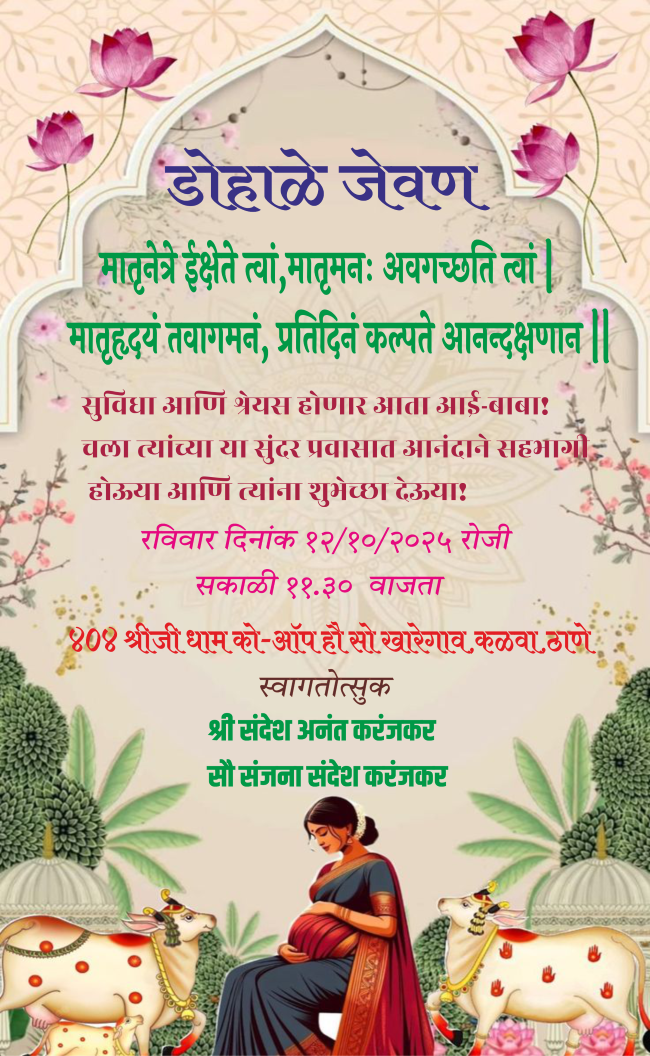 डोहाळे जेवण
मातृनेत्रे ईक्षेते त्वां,मातृमनः अवगच्छति त्वां |
मातृहृदयं तवागमनं, प्रतिदिनं कल्पते आनन्दक्षणान ||
सुविधा आणि श्रेयस होणार आता आई-बाबा!
चला त्यांच्या या सुंदर प्रवासात आनंदाने सहभागी
होऊया आणि त्यांना शुभेच्छा देऊया!
रविवार दिनांक १२/१०/२०२५ रोजी
सकाळी ११.३० वाजता
४०४ श्रीजी धाम को-ऑप हौ सो खारेगाव,कळवा,ठाणे
स्वागतोत्सुक
श्री संदेश अनंत करंजकर
सौ संजना संदेश करंजकर